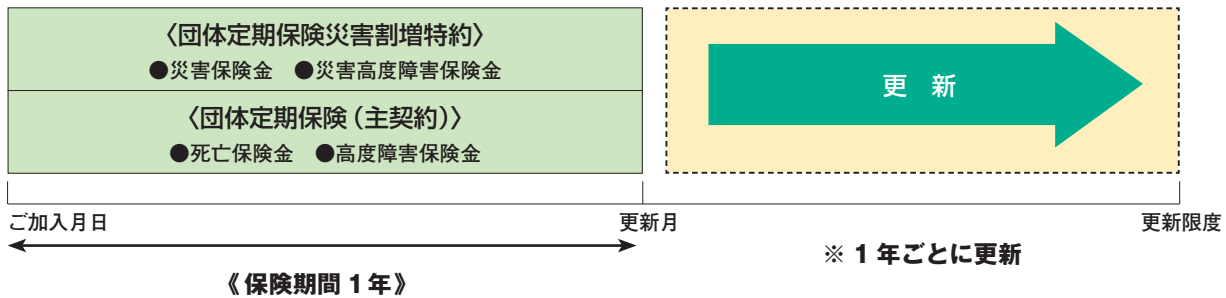 〈団体定期保険災害割増特約〉
●災害保険金 ●災害高度障害保険金
〈団体定期保険（主契約）〉
●死亡保険金 ●高度障害保険金
更 新
ご加入月日 更新月 更新限度
※ 1 年ごとに更新
《保険期間 1 年》